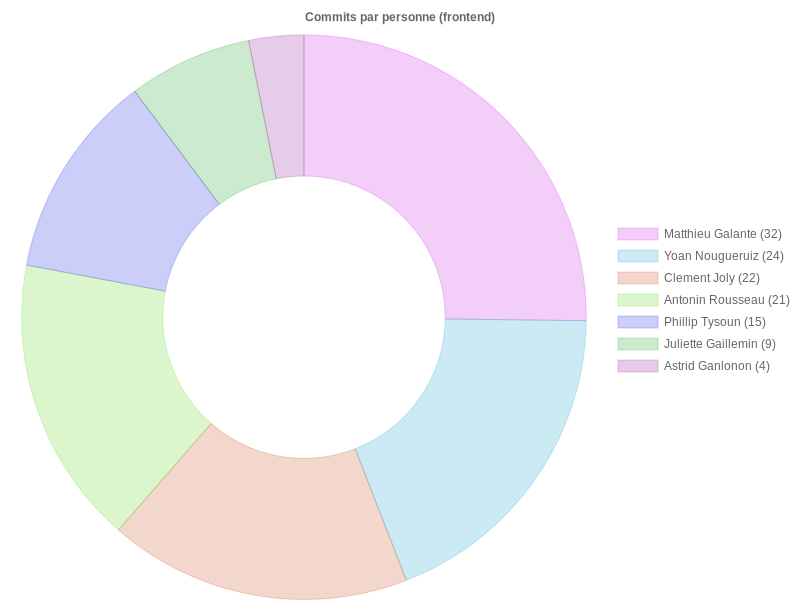 Commits par personne (frontend)
Matthieu Galante (32)
Yoan Nougueruiz (24)
Clement Joly (22)
Antonin Rousseau (21)
Phillip Tysoun (15)
Juliette Gaillemin (9)
Astrid Ganlonon (4)